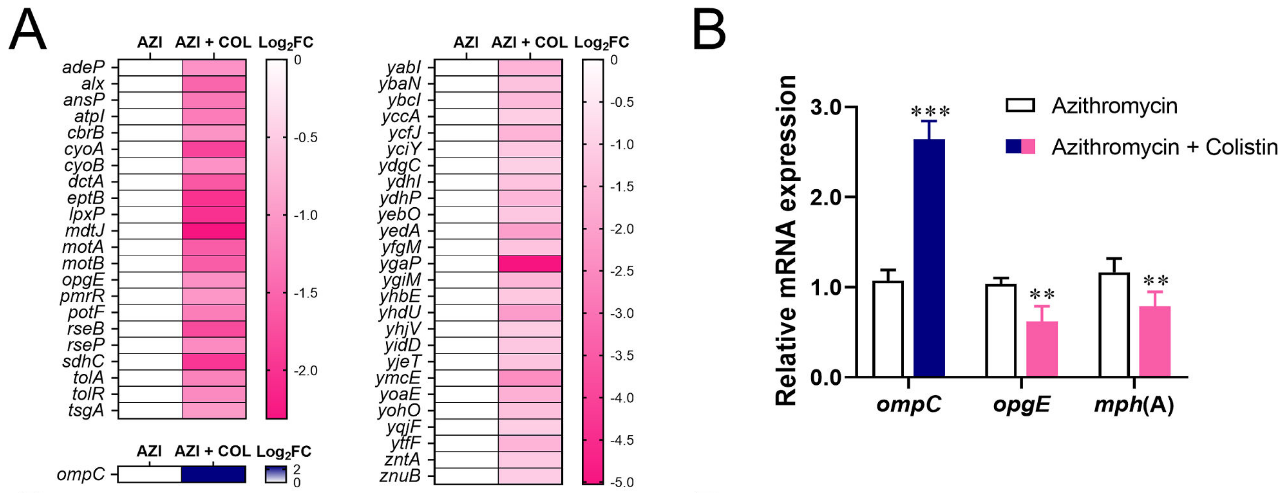 A
AZI AZI + COL Log2FC
adeP
alx
ansP
atpI
cbrB
cyoA
cyoB
dctA
eptB
lpxP
mdtJ
motA
motB
opgE
pmrR
potF
rseB
rseP
sdhC
tolA
tolR
tsgA
0
-0.5
-1.0
-1.5
-2.0
AZI AZI + COL Log2FC
ompC
2
0
AZI AZI + COL Log2FC
yabI
ybaN
ybcI
yccA
ycfJ
yciY
ydgC
ydhI
ydhP
yebO
yedA
yfgM
ygaP
ygiM
yhbE
yhdU
yhjV
yidD
yjeT
ymcE
yoaE
yohO
yqjF
ytfF
zntA
znuB
0
-0.5
-1.0
-1.5
-2.0
-2.5
-3.0
-3.5
-4.0
-4.5
-5.0
B
Relative mRNA expression
3.0
2.0
1.0
0.0
***
**
**
ompC opgE mph(A)
Azithromycin
Azithromycin + Colistin